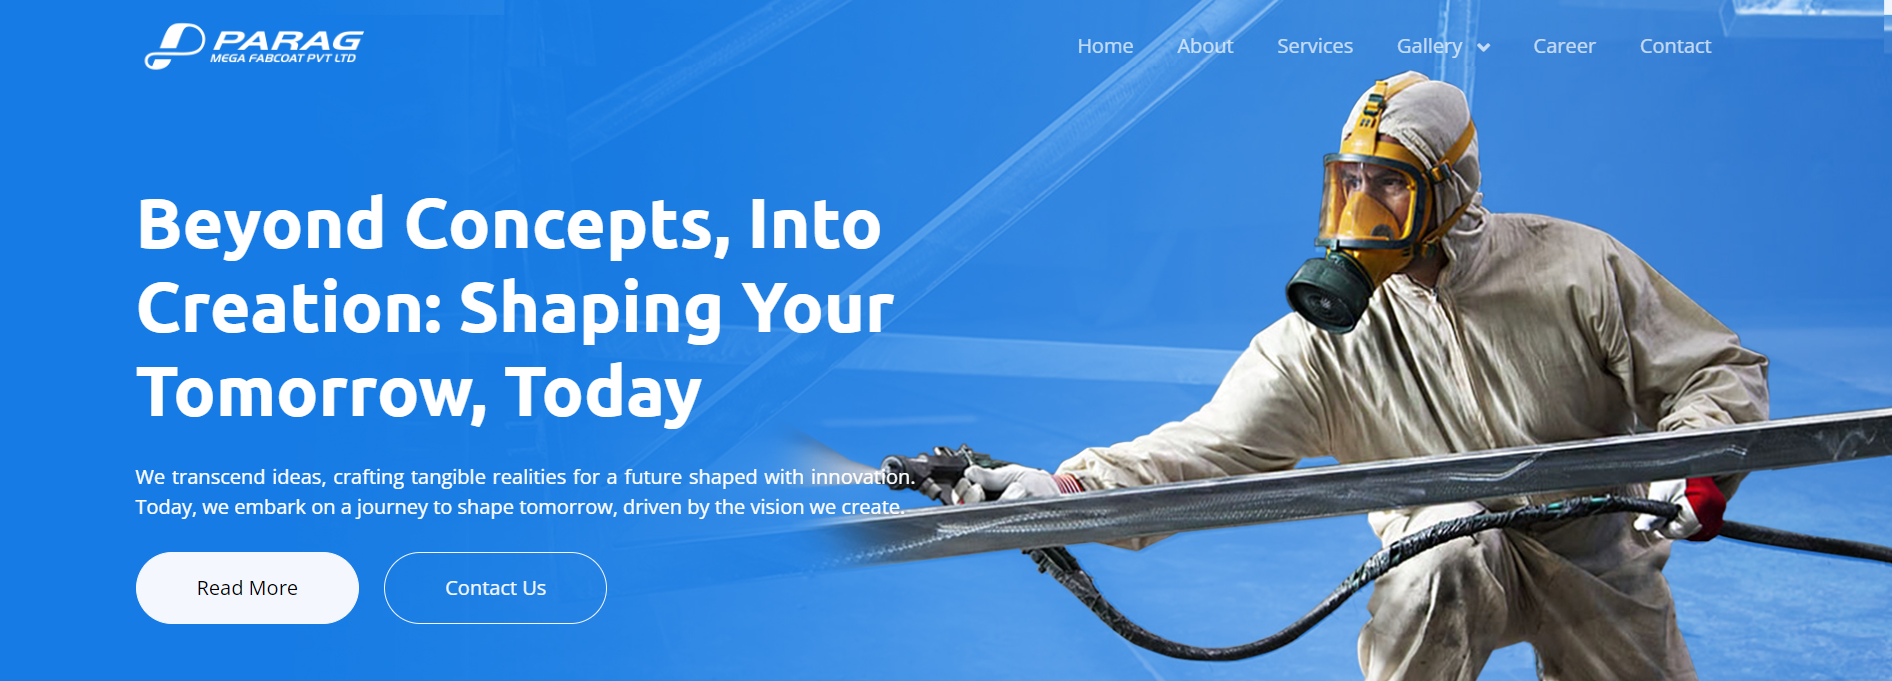 PARAG
MEGA FABCOAT PVT LTD
Home About Services Gallery Career Contact
Beyond Concepts, Into
Creation: Shaping Your
Tomorrow, Today
We transcend ideas, crafting tangible realities for a future shaped with innovation.
Today, we embark on a journey to shape tomorrow, driven by the vision we create.
Read More Contact Us